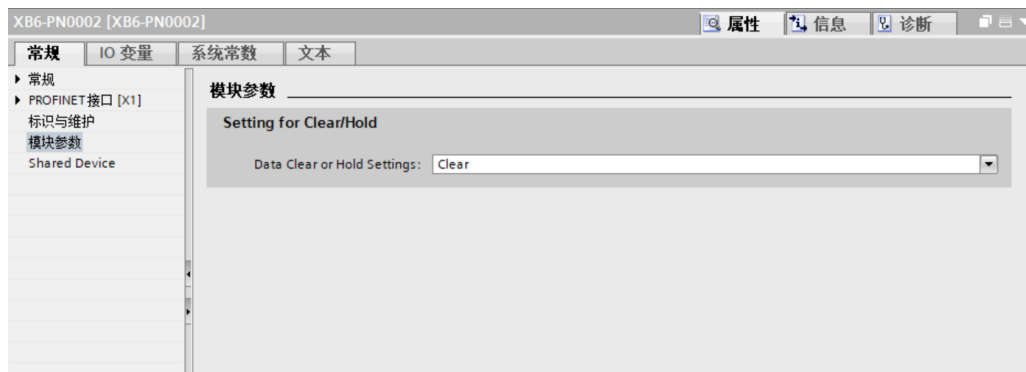 XB6-PN0002 [XB6-PN0002]
属性 信息 诊断
常规 IO 变量 系统常数 文本
常规
PROFINET接口 [X1]
标识与维护
模块参数
Shared Device
模块参数
Setting for Clear/Hold
Data Clear or Hold Settings: Clear